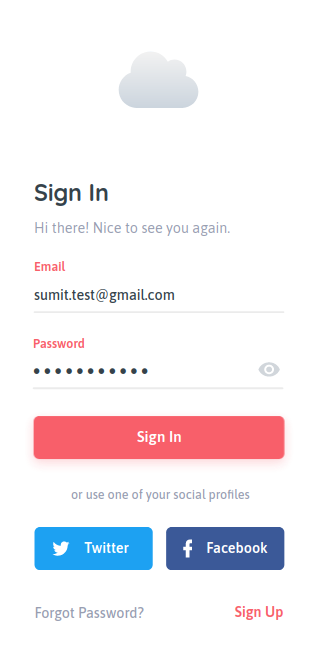 Sign In
Hi there! Nice to see you again.
Email
sumit.test@gmail.com
Password
•••••••••••
Sign In
or use one of your social profiles
Twitter Facebook
Forgot Password? Sign Up